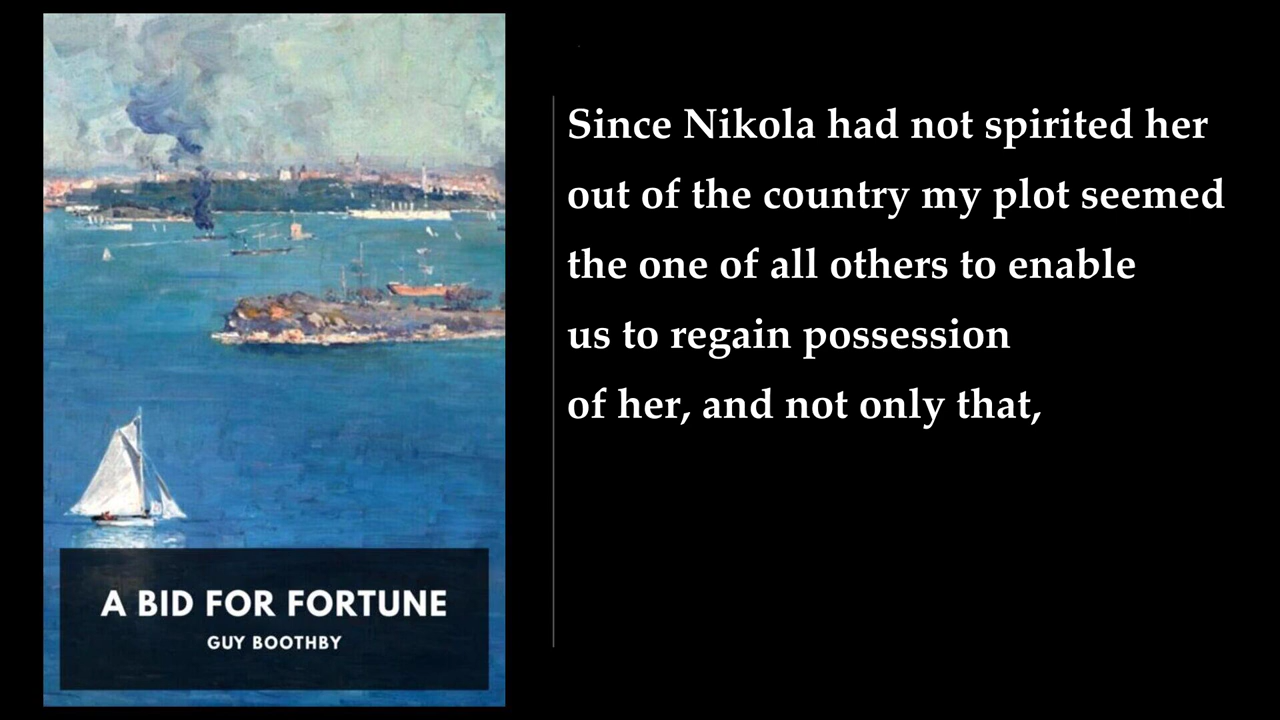 Since Nikola had not spirited her
out of the country my plot seemed
the one of all others to enable
us to regain possession
of her, and not only that,
A BID FOR FORTUNE
GUY BOOTHBY